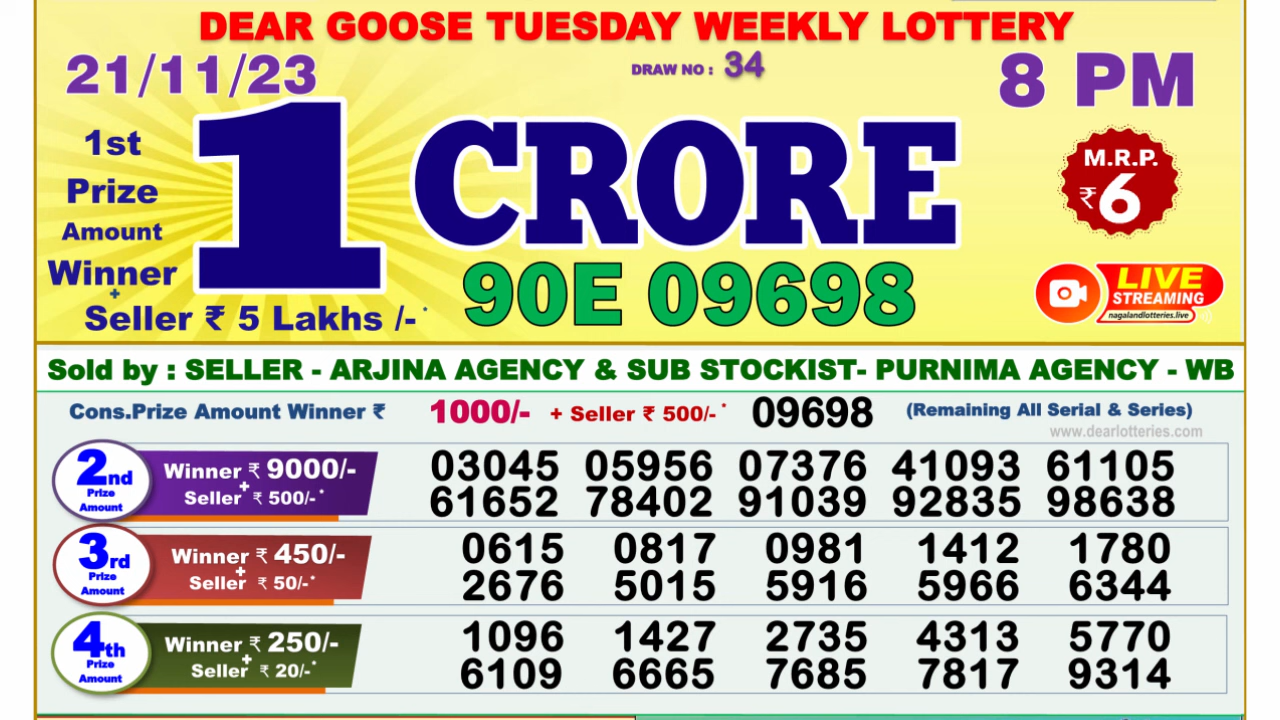 DEAR GOOSE TUESDAY WEEKLY LOTTERY
21/11/23
DRAW NO : 34
8 PM
1st
Prize
Amount
Winner
+
Seller ₹ 5 Lakhs /- *
1 CRORE
90E 09698
M.R.P.
₹6
LIVE
STREAMING
nagalandlotteries.live
Sold by : SELLER - ARJINA AGENCY & SUB STOCKIST- PURNIMA AGENCY - WB
Cons.Prize Amount Winner ₹ 1000/- + Seller ₹ 500/- * 09698 (Remaining All Serial & Series)
www.dearlotteries.com
2nd
Prize
Amount
Winner ₹ 9000/-
+
Seller ₹ 500/- *
03045 05956 07376 41093 61105
61652 78402 91039 92835 98638
3rd
Prize
Amount
Winner ₹ 450/-
+
Seller ₹ 50/- *
0615 0817 0981 1412 1780
2676 5015 5916 5966 6344
4th
Prize
Amount
Winner ₹ 250/-
+
Seller ₹ 20/- *
1096 1427 2735 4313 5770
6109 6665 7685 7817 9314